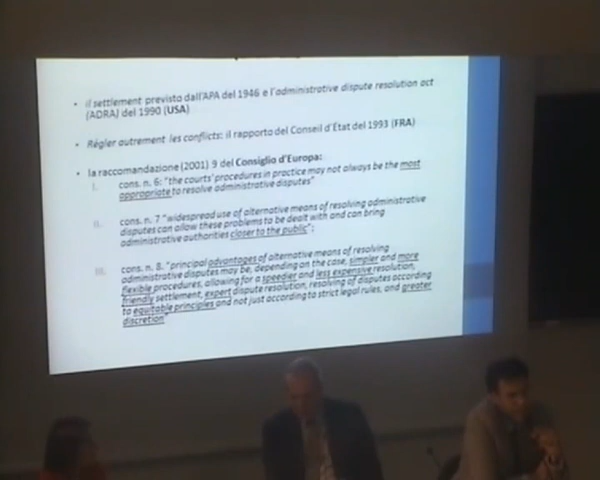 • il settlement previsto dall'APA del 1946 e l'administrative dispute resolution act
(ADRA) del 1990 (USA)
• Régler autrement les conflicts: il rapporto del Conseil d'Etat del 1993 (FRA)
• la raccomandazione (2001) 9 del Consiglio d'Europa:
I. cons. n. 6: "the courts' procedures in practice may not always be the most
appropriate to resolve administrative disputes"
II. cons. n. 7 "widespread use of alternative means of resolving administrative
disputes can allow these problems to be dealt with and can bring
administrative authorities closer to the public";
III. cons. n. 8. "principal advantages of alternative means of resolving
administrative disputes may be, depending on the case, simpler and more
flexible procedures, allowing for a speedier and less expensive resolution,
friendly settlement, expert dispute resolution, resolving of disputes according
to equitable principles and not just according to strict legal rules, and greater
discretion"